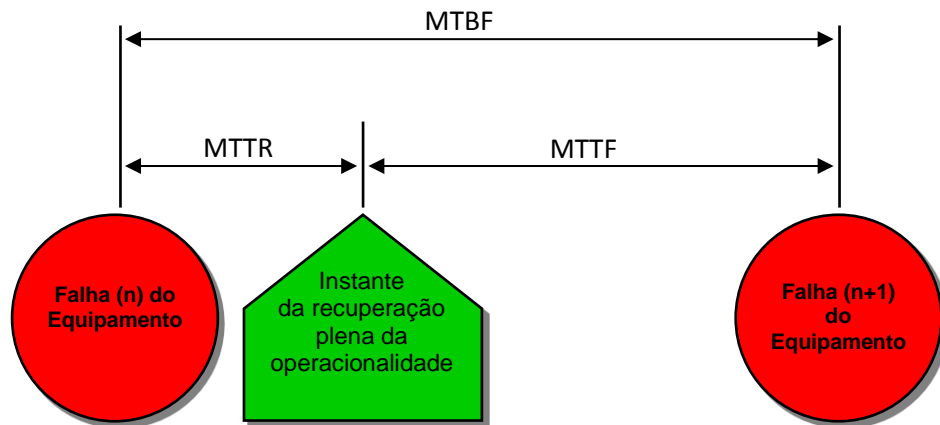 MTBF
MTTR
MTTF
Falha (n) do
Equipamento
Instante
da recuperação
plena da
operacionalidade
Falha (n+1)
do
Equipamento